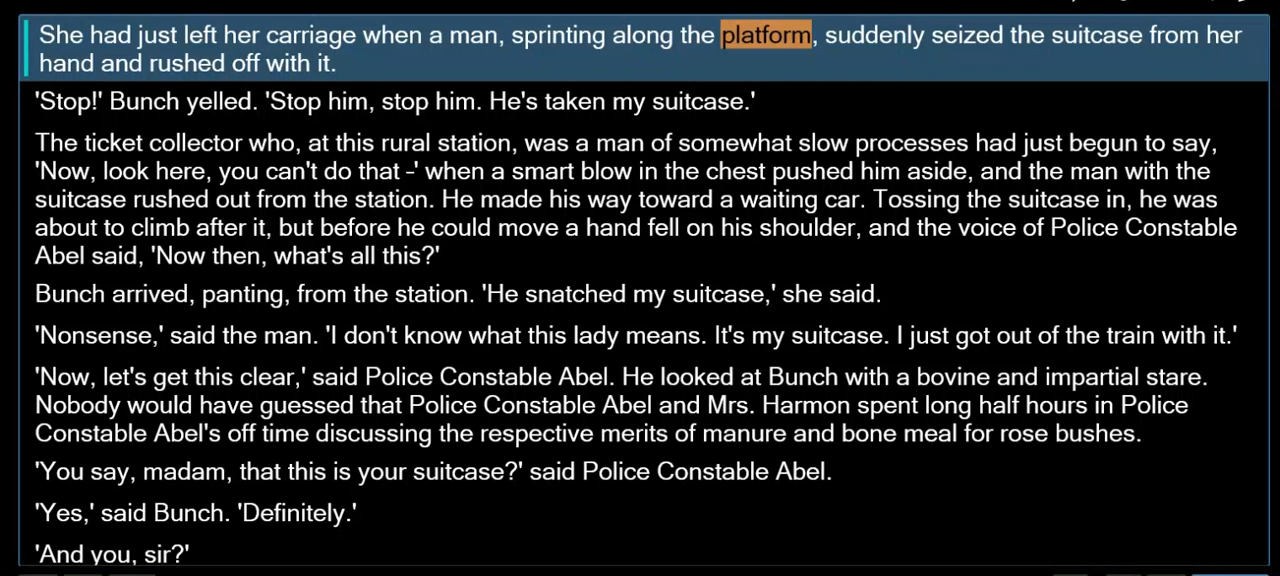 She had just left her carriage when a man, sprinting along the platform, suddenly seized the suitcase from her
hand and rushed off with it.
'Stop!' Bunch yelled. 'Stop him, stop him. He's taken my suitcase.'
The ticket collector who, at this rural station, was a man of somewhat slow processes had just begun to say,
'Now, look here, you can't do that -' when a smart blow in the chest pushed him aside, and the man with the
suitcase rushed out from the station. He made his way toward a waiting car. Tossing the suitcase in, he was
about to climb after it, but before he could move a hand fell on his shoulder, and the voice of Police Constable
Abel said, 'Now then, what's all this?'
Bunch arrived, panting, from the station. 'He snatched my suitcase,' she said.
'Nonsense,' said the man. 'I don't know what this lady means. It's my suitcase. I just got out of the train with it.'
'Now, let's get this clear,' said Police Constable Abel. He looked at Bunch with a bovine and impartial stare.
Nobody would have guessed that Police Constable Abel and Mrs. Harmon spent long half hours in Police
Constable Abel's off time discussing the respective merits of manure and bone meal for rose bushes.
'You say, madam, that this is your suitcase?' said Police Constable Abel.
'Yes,' said Bunch. 'Definitely.'
'And you, sir?'